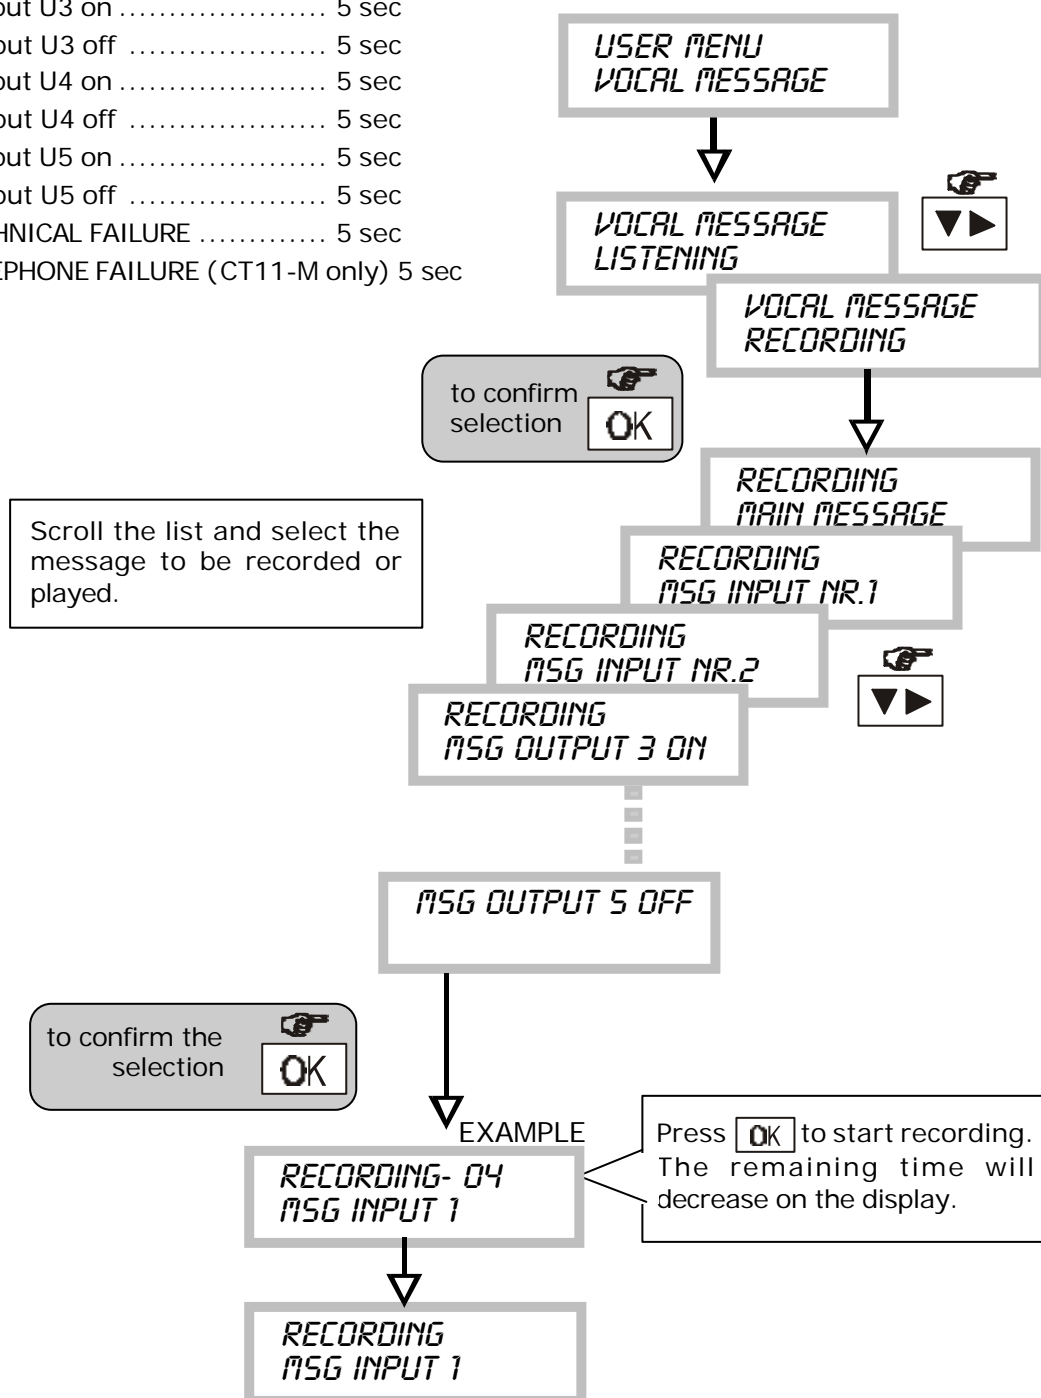 out U3 on ..................... 5 sec
out U3 off .................... 5 sec
out U4 on ..................... 5 sec
out U4 off .................... 5 sec
out U5 on ..................... 5 sec
out U5 off .................... 5 sec
HNICAL FAILURE ............. 5 sec
EPHONE FAILURE (CT11-M only) 5 sec
USER MENU
VOCAL MESSAGE
VOCAL MESSAGE
LISTENING
VOCAL MESSAGE
RECORDING
to confirm
selection
OK
RECORDING
MAIN MESSAGE
Scroll the list and select the
message to be recorded or
played.
RECORDING
MSG INPUT NR.1
RECORDING
MSG INPUT NR.2
RECORDING
MSG OUTPUT 3 ON
MSG OUTPUT 5 OFF
to confirm the
selection
OK
EXAMPLE
RECORDING- 04
MSG INPUT 1
Press OK to start recording.
The remaining time will
decrease on the display.
RECORDING
MSG INPUT 1